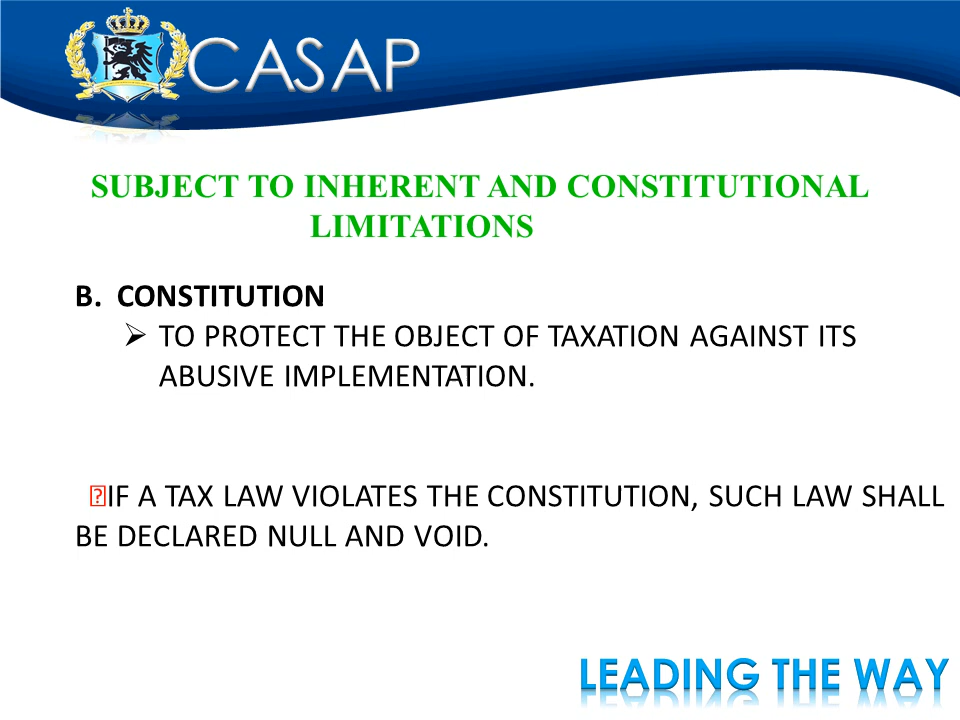 CASAP
SUBJECT TO INHERENT AND CONSTITUTIONAL
LIMITATIONS
B. CONSTITUTION
➢ TO PROTECT THE OBJECT OF TAXATION AGAINST ITS
ABUSIVE IMPLEMENTATION.
⍰IF A TAX LAW VIOLATES THE CONSTITUTION, SUCH LAW SHALL
BE DECLARED NULL AND VOID.
LEADING THE WAY